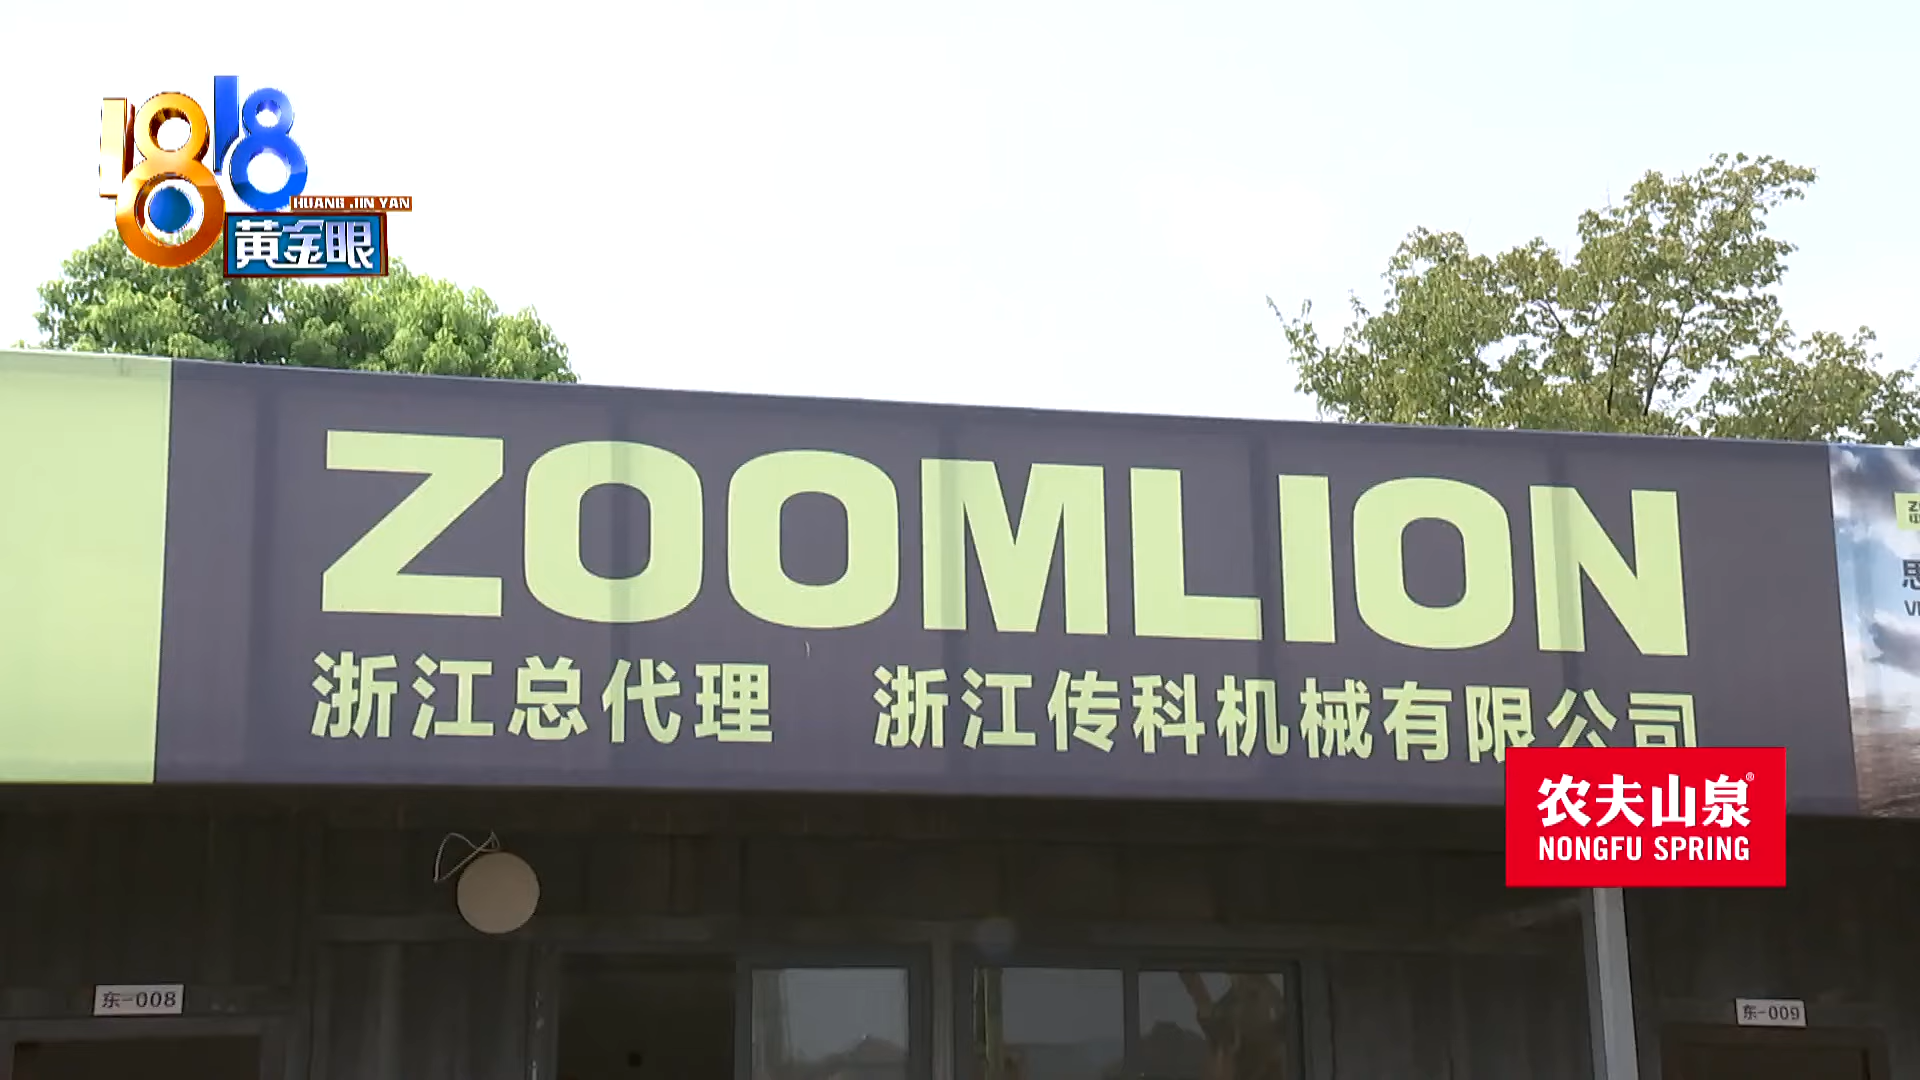 1818
HUANG JIN YAN
黄金眼
ZOOMLION
浙江总代理 浙江传科机械有限公司
思
农夫山泉®
NONGFU SPRING
东-008
东-009